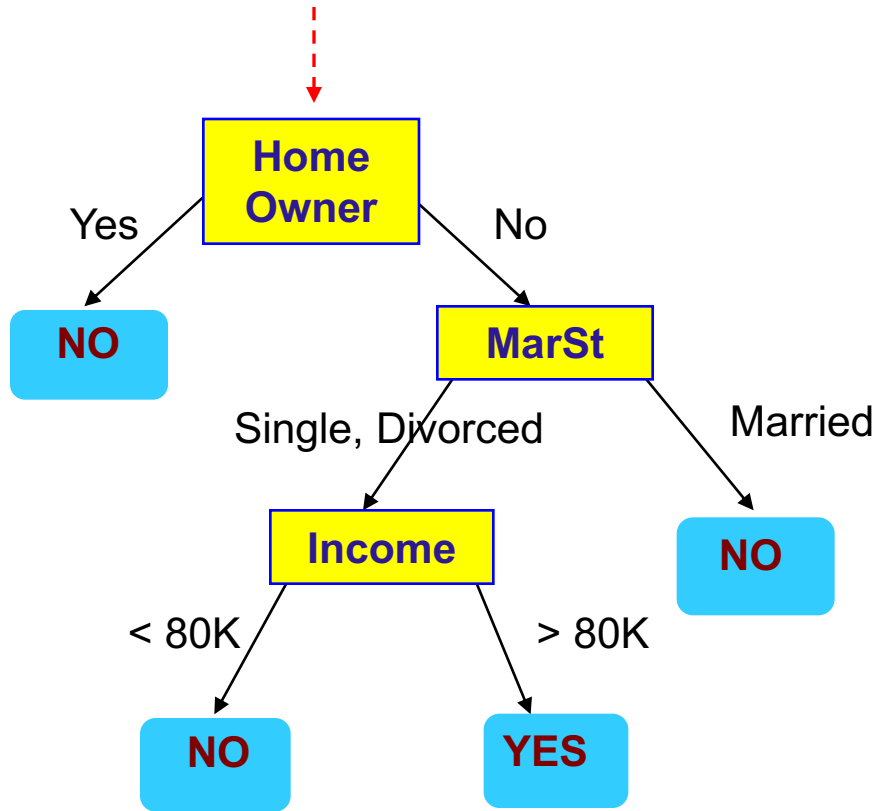 Home
Owner
Yes
No
NO
MarSt
Single, Divorced
Married
Income
NO
< 80K
> 80K
NO
YES